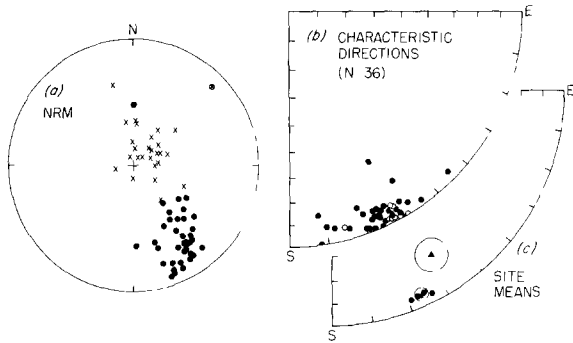 N
(a)
NRM
(b) CHARACTERISTIC
DIRECTIONS
(N 36)
E
S
E
(c)
SITE
MEANS
S